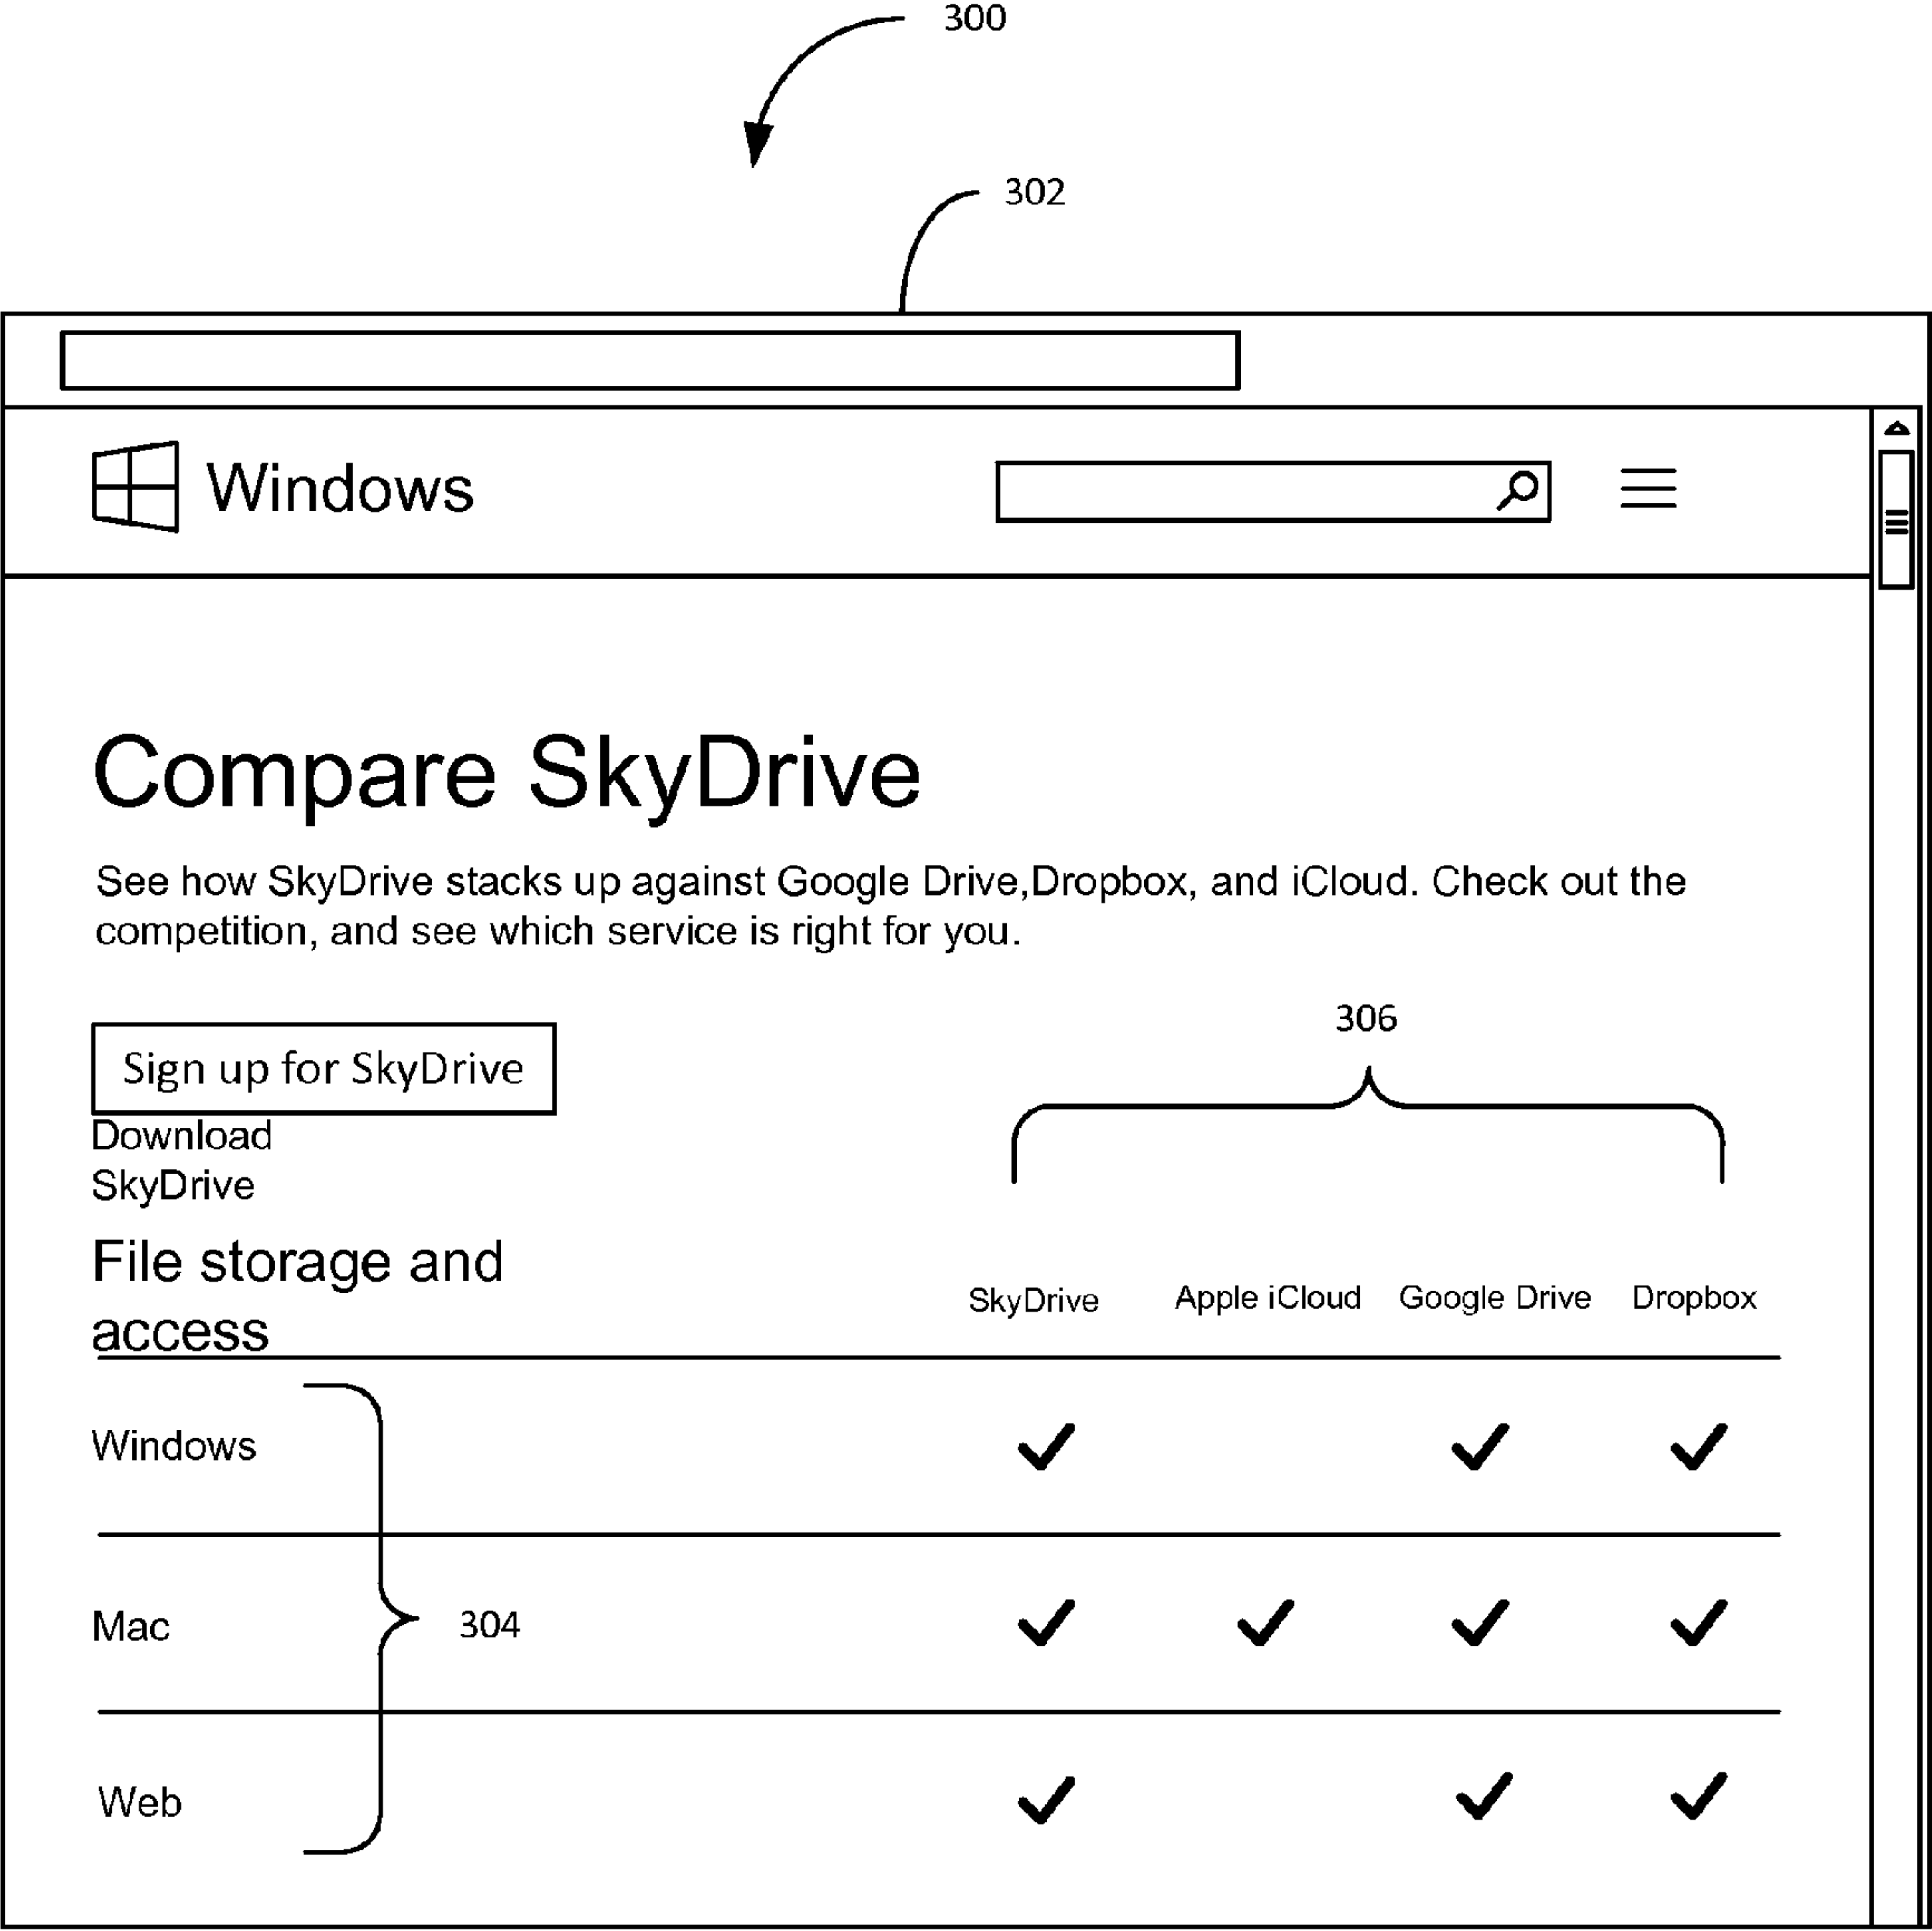 300
302
Windows
Compare SkyDrive
See how SkyDrive stacks up against Google Drive,Dropbox, and iCloud. Check out the
competition, and see which service is right for you.
306
Sign up for SkyDrive
Download
SkyDrive
File storage and
access
SkyDrive Apple iCloud Google Drive Dropbox
Windows
Mac
304
Web